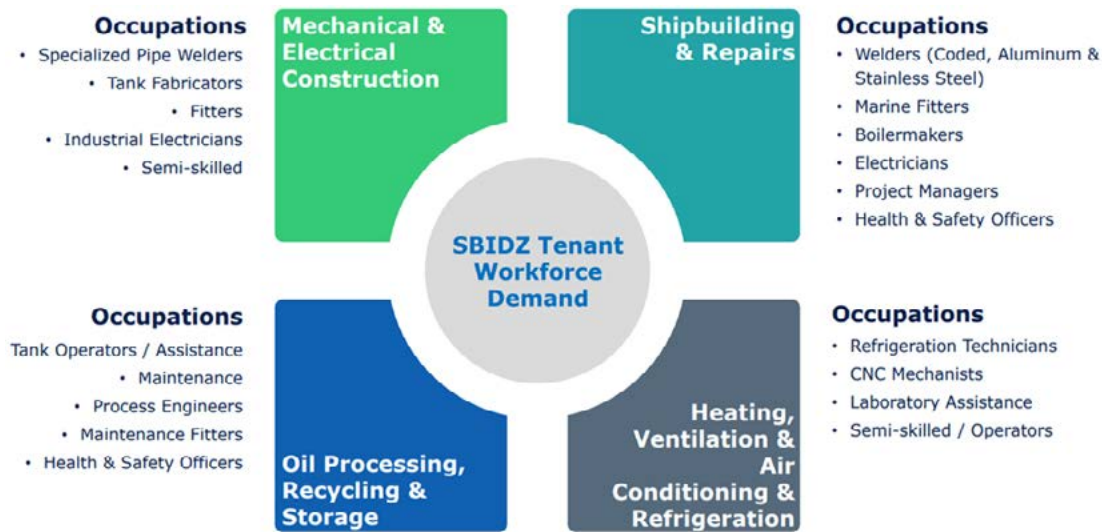 Occupations
• Specialized Pipe Welders
• Tank Fabricators
• Fitters
• Industrial Electricians
• Semi-skilled
Mechanical &
Electrical
Construction
Shipbuilding
& Repairs
Occupations
• Welders (Coded, Aluminum &
Stainless Steel)
• Marine Fitters
• Boilermakers
• Electricians
• Project Managers
• Health & Safety Officers
SBIDZ Tenant
Workforce
Demand
Occupations
Tank Operators / Assistance
• Maintenance
• Process Engineers
• Maintenance Fitters
• Health & Safety Officers
Oil Processing,
Recycling &
Storage
Heating,
Ventilation &
Air
Conditioning &
Refrigeration
Occupations
• Refrigeration Technicians
• CNC Mechanists
• Laboratory Assistance
• Semi-skilled / Operators